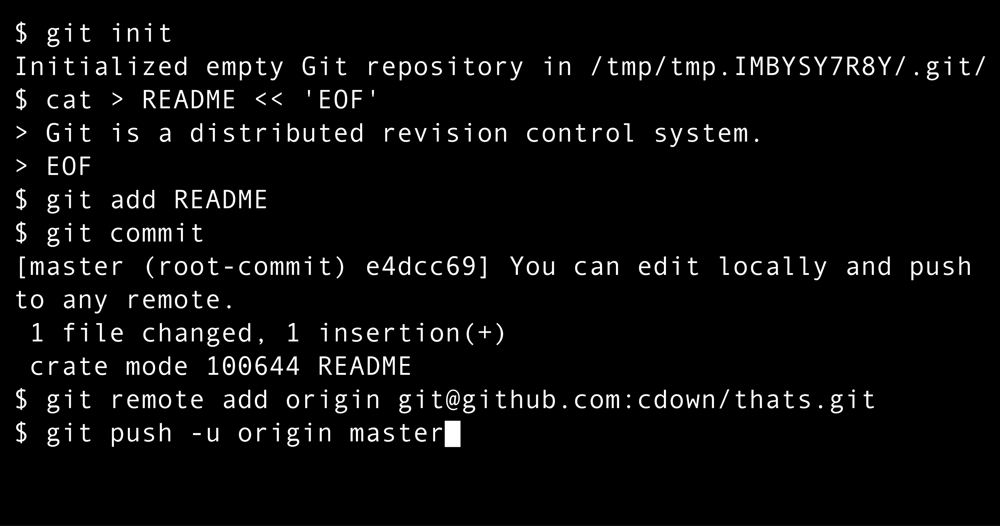 $ git init
Initialized empty Git repository in /tmp/tmp.IMBYSY7R8Y/.git/
$ cat > README << 'EOF'
> Git is a distributed revision control system.
> EOF
$ git add README
$ git commit
[master (root-commit) e4dcc69] You can edit locally and push
to any remote.
 1 file changed, 1 insertion(+)
 crate mode 100644 README
$ git remote add origin git@github.com:cdown/thats.git
$ git push -u origin master